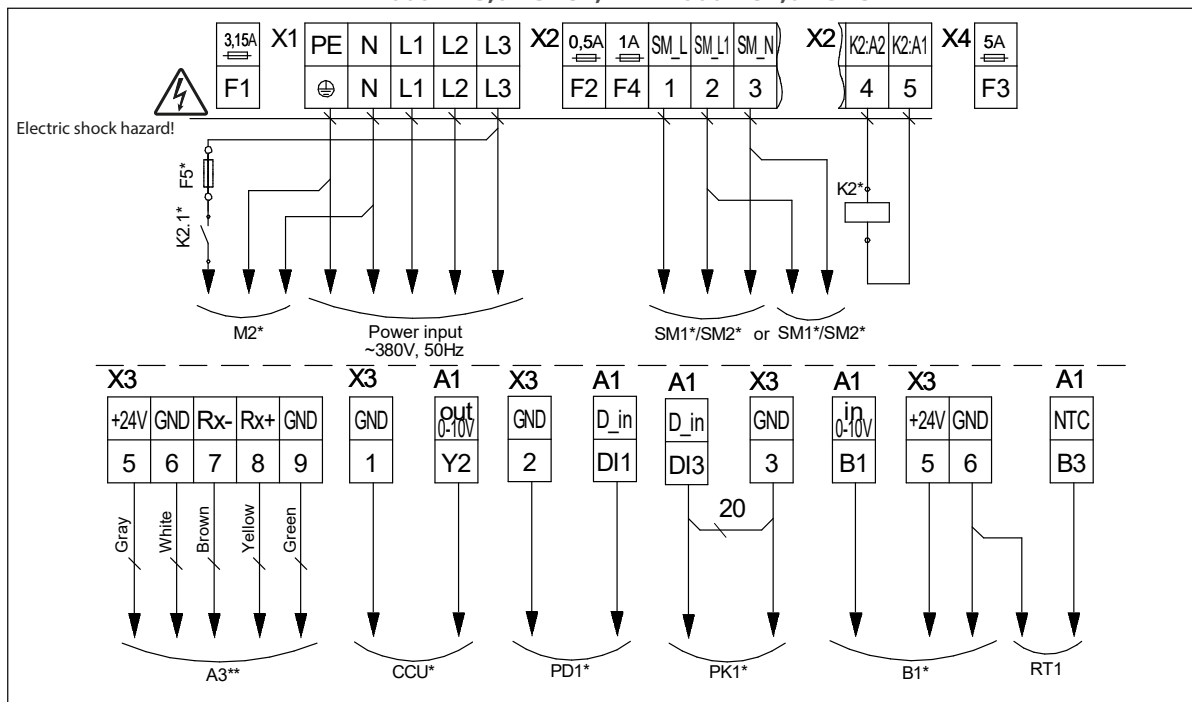 3,15A X1 PE N L1 L2 L3 X2 0,5A 1A SM_L SM_L1 SM_N X2 K2:A2 K2:A1 X4 5A
F1 N L1 L2 L3 F2 F4 1 2 3 4 5 F3
Electric shock hazard!
F5*
K2.1*
K2*
M2*
Power input
~380V, 50Hz
SM1*/SM2* or SM1*/SM2*
X3 X3 A1 X3 A1 A1 X3 A1 X3 A1
+24V GND Rx- Rx+ GND GND out 0-10V GND D_in D_in GND in 0-10V +24V GND NTC
5 6 7 8 9 1 Y2 2 DI1 DI3 3 B1 5 6 B3
20
Gray
White
Brown
Yellow
Green
A3** CCU* PD1* PK1* B1* RT1